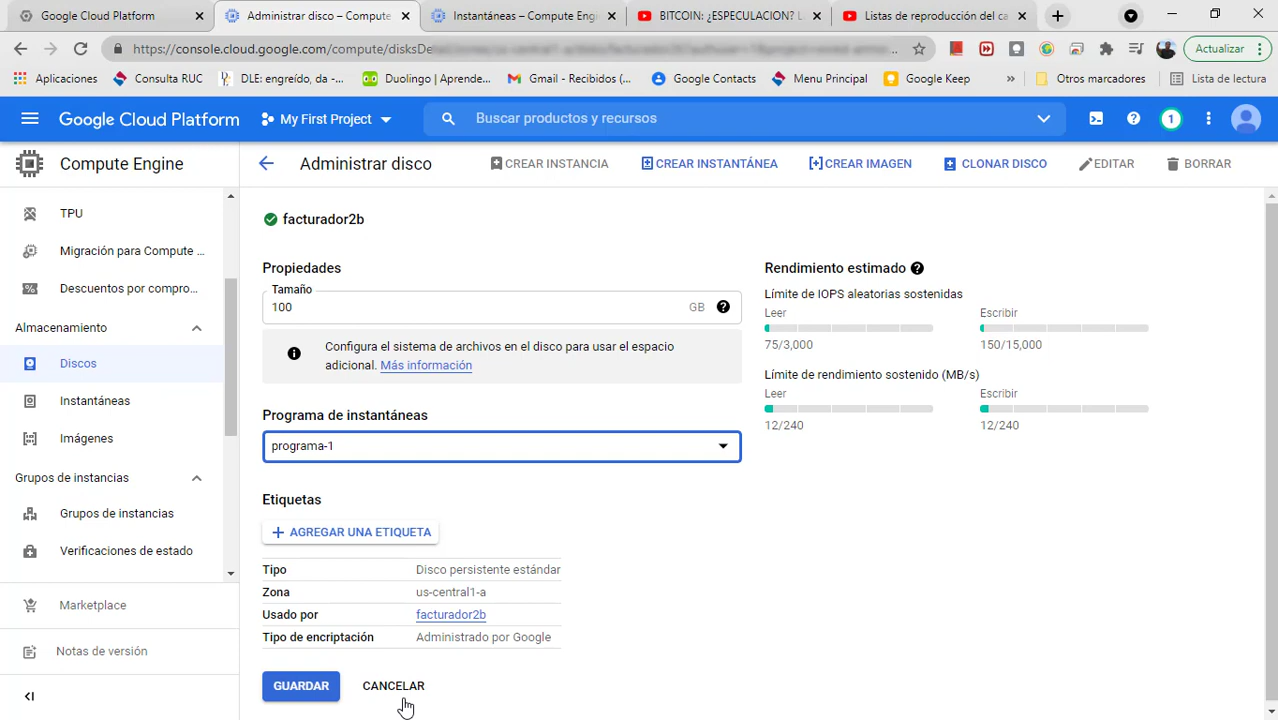 Google Cloud Platform
Administrar disco – Compute
Instantáneas – Compute Eng
BITCOIN: ¿ESPECULACION? L
Listas de reproducción del ca
https://console.cloud.google.com/compute/disksDe
Actualizar
Aplicaciones
Consulta RUC
DLE: engreído, da -...
Duolingo | Aprende...
Gmail - Recibidos (...
Google Contacts
Menu Principal
Google Keep
»
Otros marcadores
Lista de lectura
Google Cloud Platform
My First Project
Buscar productos y recursos
1
Compute Engine
Administrar disco
CREAR INSTANCIA
CREAR INSTANTÁNEA
CREAR IMAGEN
CLONAR DISCO
EDITAR
BORRAR
TPU
Migración para Compute ...
Descuentos por compro...
Almacenamiento
Discos
Instantáneas
Imágenes
Grupos de instancias
Grupos de instancias
Verificaciones de estado
Marketplace
Notas de versión
facturador2b
Propiedades
Tamaño
100 GB
Configura el sistema de archivos en el disco para usar el espacio
adicional. Más información
Programa de instantáneas
programa-1
Etiquetas
+ AGREGAR UNA ETIQUETA
Tipo Disco persistente estándar
Zona us-central1-a
Usado por facturador2b
Tipo de encriptación Administrado por Google
GUARDAR CANCELAR
Rendimiento estimado
Límite de IOPS aleatorias sostenidas
Leer Escribir
75/3,000 150/15,000
Límite de rendimiento sostenido (MB/s)
Leer Escribir
12/240 12/240